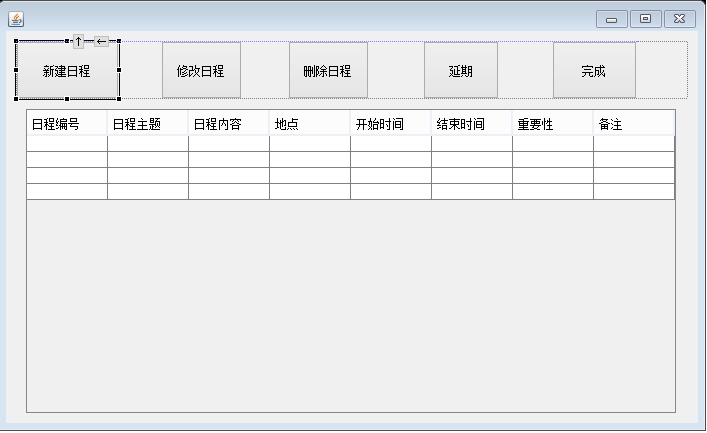 新建日程 修改日程 删除日程 延期 完成
日程编号 日程主题 日程内容 地点 开始时间 结束时间 重要性 备注